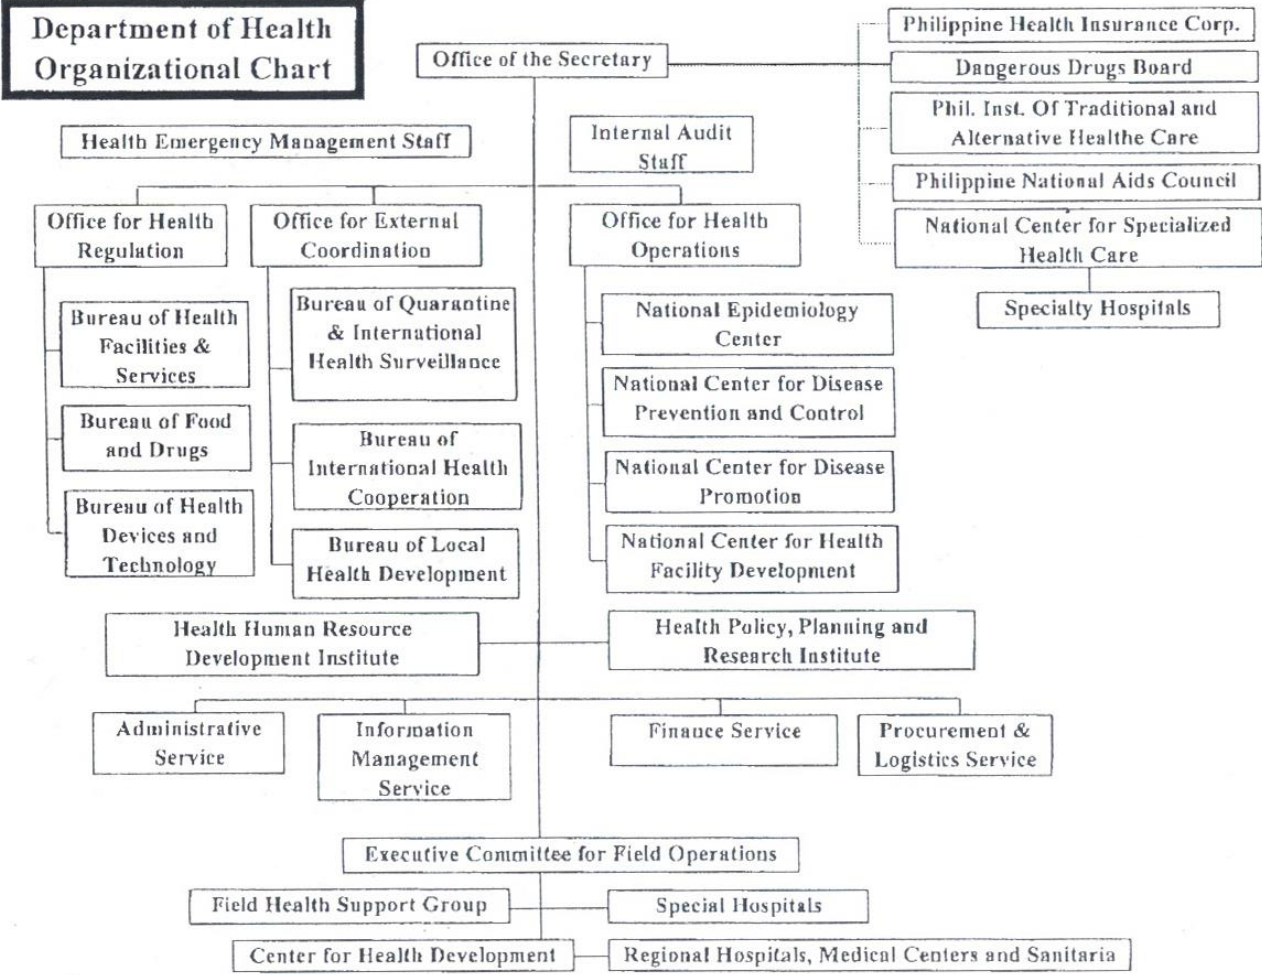 Department of Health
Organizational Chart
Office of the Secretary
Philippine Health Insurance Corp.
Dangerous Drugs Board
Phil. Inst. Of Traditional and
Alternative Healthe Care
Philippine National Aids Council
National Center for Specialized
Health Care
Specialty Hospitals
Health Emergency Management Staff
Internal Audit
Staff
Office for Health
Regulation
Office for External
Coordination
Office for Health
Operations
Bureau of Health
Facilities &
Services
Bureau of Food
and Drugs
Bureau of Health
Devices and
Technology
Bureau of Quarantine
& International
Health Surveillance
Bureau of
International Health
Cooperation
Bureau of Local
Health Development
National Epidemiology
Center
National Center for Disease
Prevention and Control
National Center for Disease
Promotion
National Center for Health
Facility Development
Health Human Resource
Development Institute
Health Policy, Planning and
Research Institute
Administrative
Service
Information
Management
Service
Finance Service
Procurement &
Logistics Service
Executive Committee for Field Operations
Field Health Support Group
Special Hospitals
Center for Health Development
Regional Hospitals, Medical Centers and Sanitaria